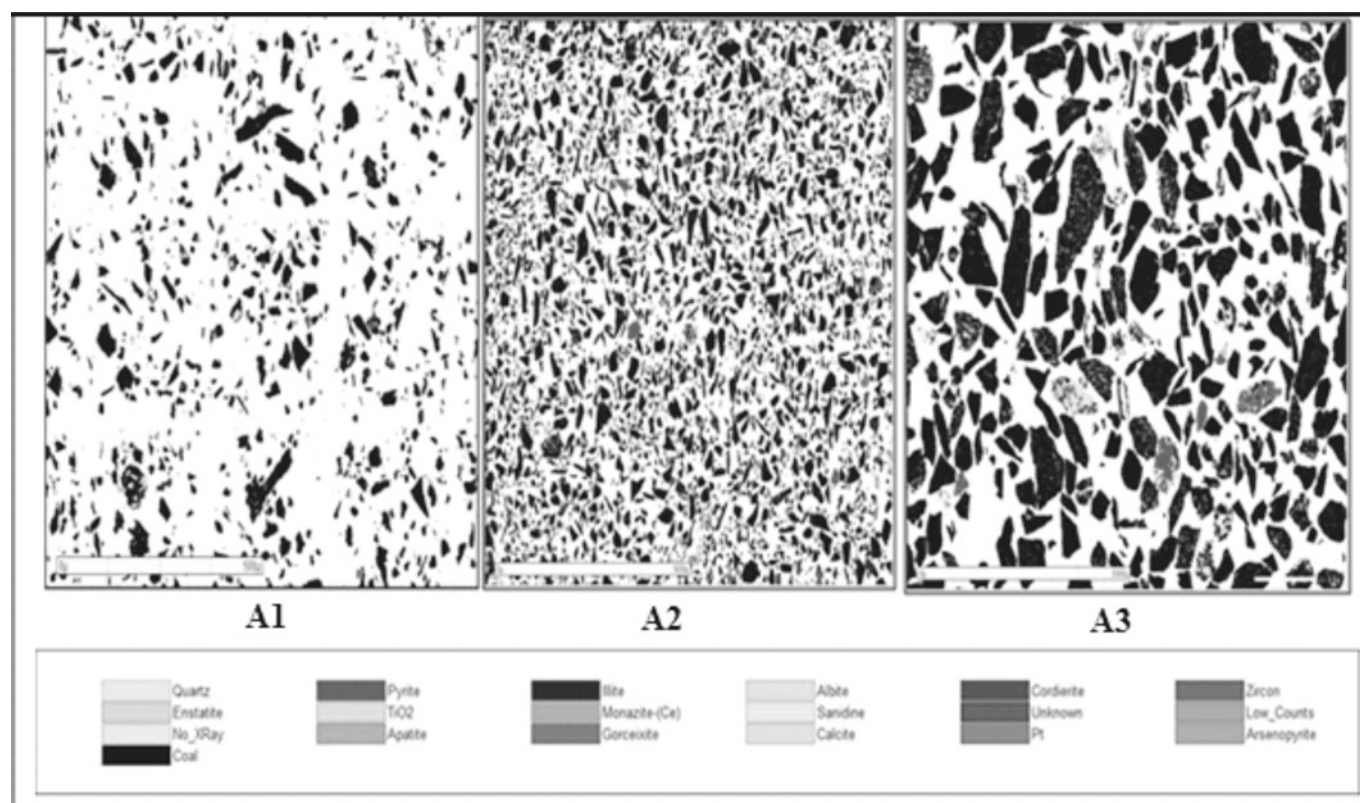 A1 A2 A3
Quartz Pyrite Illite Albite Cordierite Zircon
Enstatite TiO2 Monazite-(Ce) Sanidine Unknown Low_Counts
No_XRay Apatite Gorceixite Calcite Pt Arsenopyrite
Coal